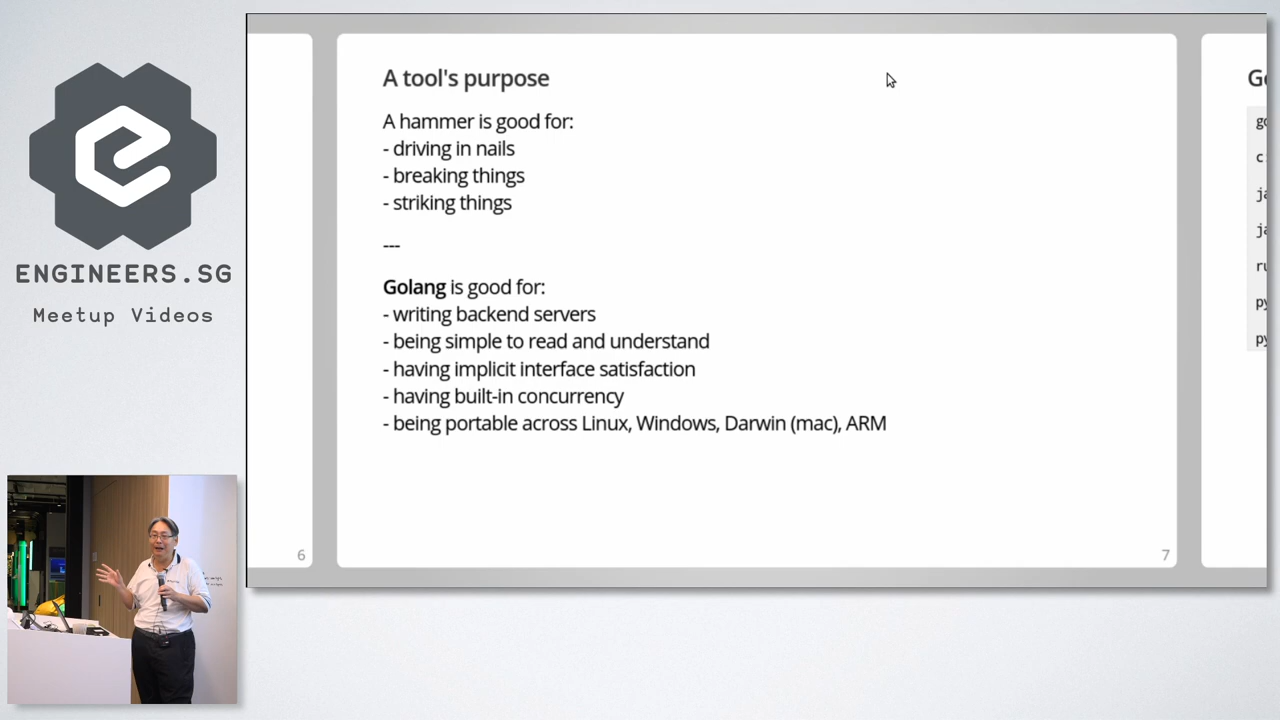 ENGINEERS.SG
Meetup Videos
6
A tool's purpose
A hammer is good for:
- driving in nails
- breaking things
- striking things
---
Golang is good for:
- writing backend servers
- being simple to read and understand
- having implicit interface satisfaction
- having built-in concurrency
- being portable across Linux, Windows, Darwin (mac), ARM
7